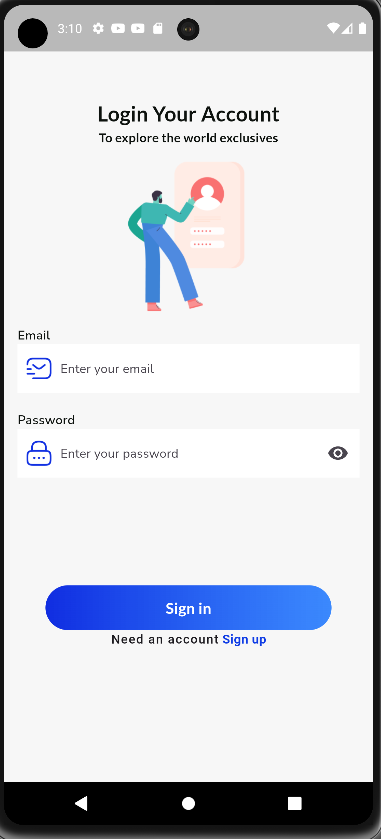 3:10
Login Your Account
To explore the world exclusives
Email
Enter your email
Password
Enter your password
Sign in
Need an account Sign up